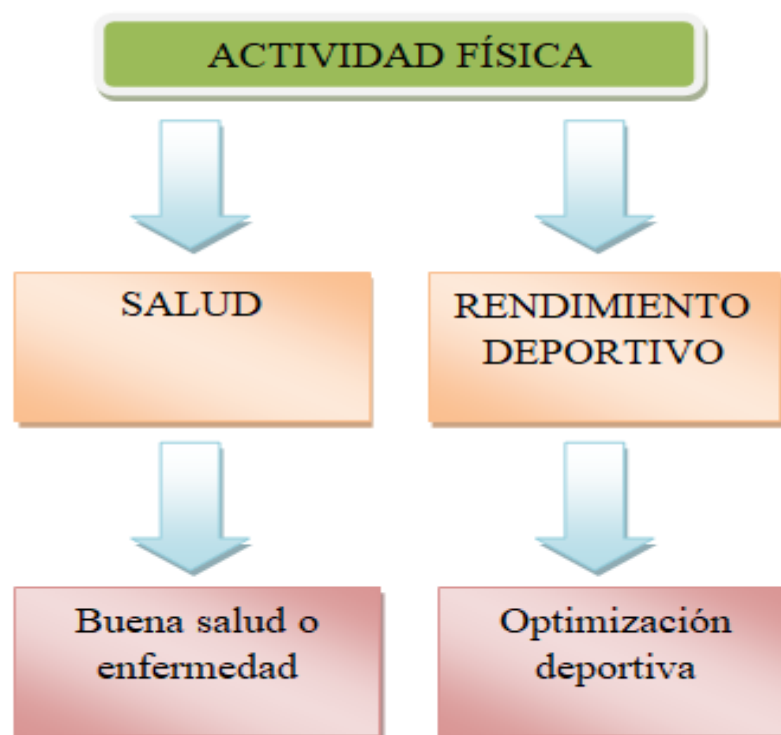 ACTIVIDAD FÍSICA
SALUD
RENDIMIENTO
DEPORTIVO
Buena salud o
enfermedad
Optimización
deportiva